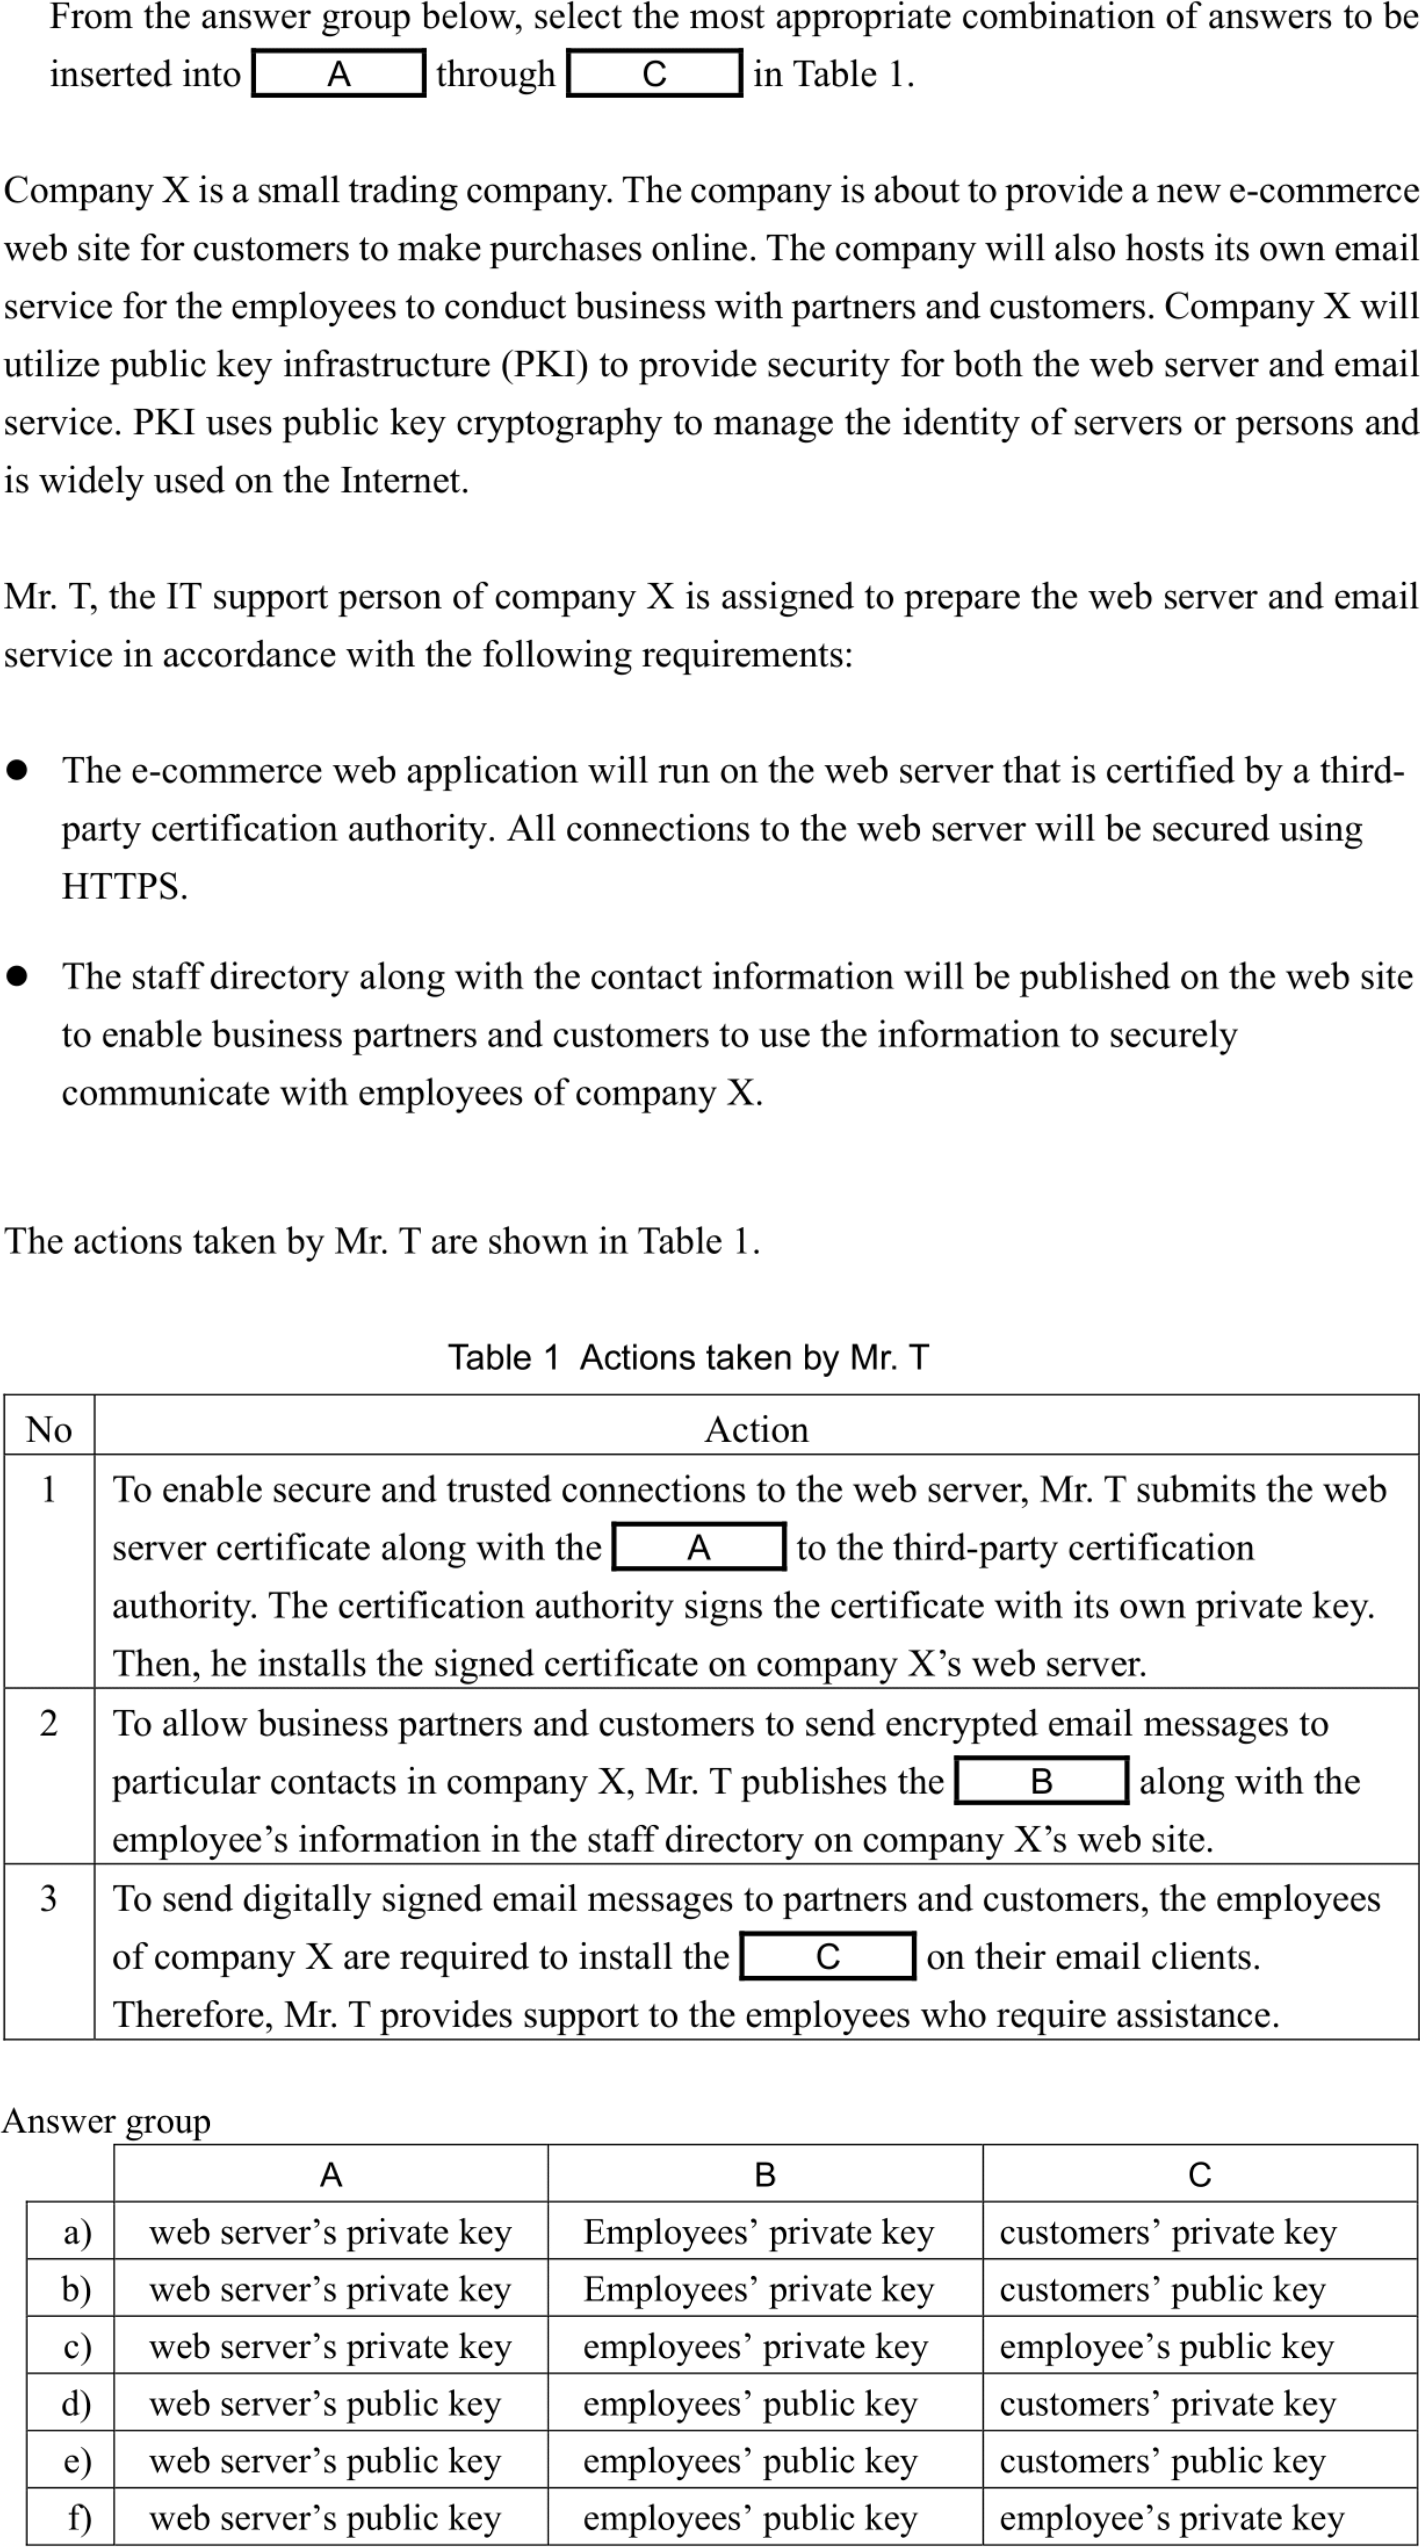 From the answer group below, select the most appropriate combination of answers to be
inserted into A through C in Table 1.
Company X is a small trading company. The company is about to provide a new e-commerce
web site for customers to make purchases online. The company will also hosts its own email
service for the employees to conduct business with partners and customers. Company X will
utilize public key infrastructure (PKI) to provide security for both the web server and email
service. PKI uses public key cryptography to manage the identity of servers or persons and
is widely used on the Internet.
Mr. T, the IT support person of company X is assigned to prepare the web server and email
service in accordance with the following requirements:
● The e-commerce web application will run on the web server that is certified by a third-
party certification authority. All connections to the web server will be secured using
HTTPS.
● The staff directory along with the contact information will be published on the web site
to enable business partners and customers to use the information to securely
communicate with employees of company X.
The actions taken by Mr. T are shown in Table 1.
Table 1 Actions taken by Mr. T
No Action
1 To enable secure and trusted connections to the web server, Mr. T submits the web
server certificate along with the A to the third-party certification
authority. The certification authority signs the certificate with its own private key.
Then, he installs the signed certificate on company X’s web server.
2 To allow business partners and customers to send encrypted email messages to
particular contacts in company X, Mr. T publishes the B along with the
employee’s information in the staff directory on company X’s web site.
3 To send digitally signed email messages to partners and customers, the employees
of company X are required to install the C on their email clients.
Therefore, Mr. T provides support to the employees who require assistance.
Answer group
A B C
a) web server’s private key Employees’ private key customers’ private key
b) web server’s private key Employees’ private key customers’ public key
c) web server’s private key employees’ private key employee’s public key
d) web server’s public key employees’ public key customers’ private key
e) web server’s public key employees’ public key customers’ public key
f) web server’s public key employees’ public key employee’s private key